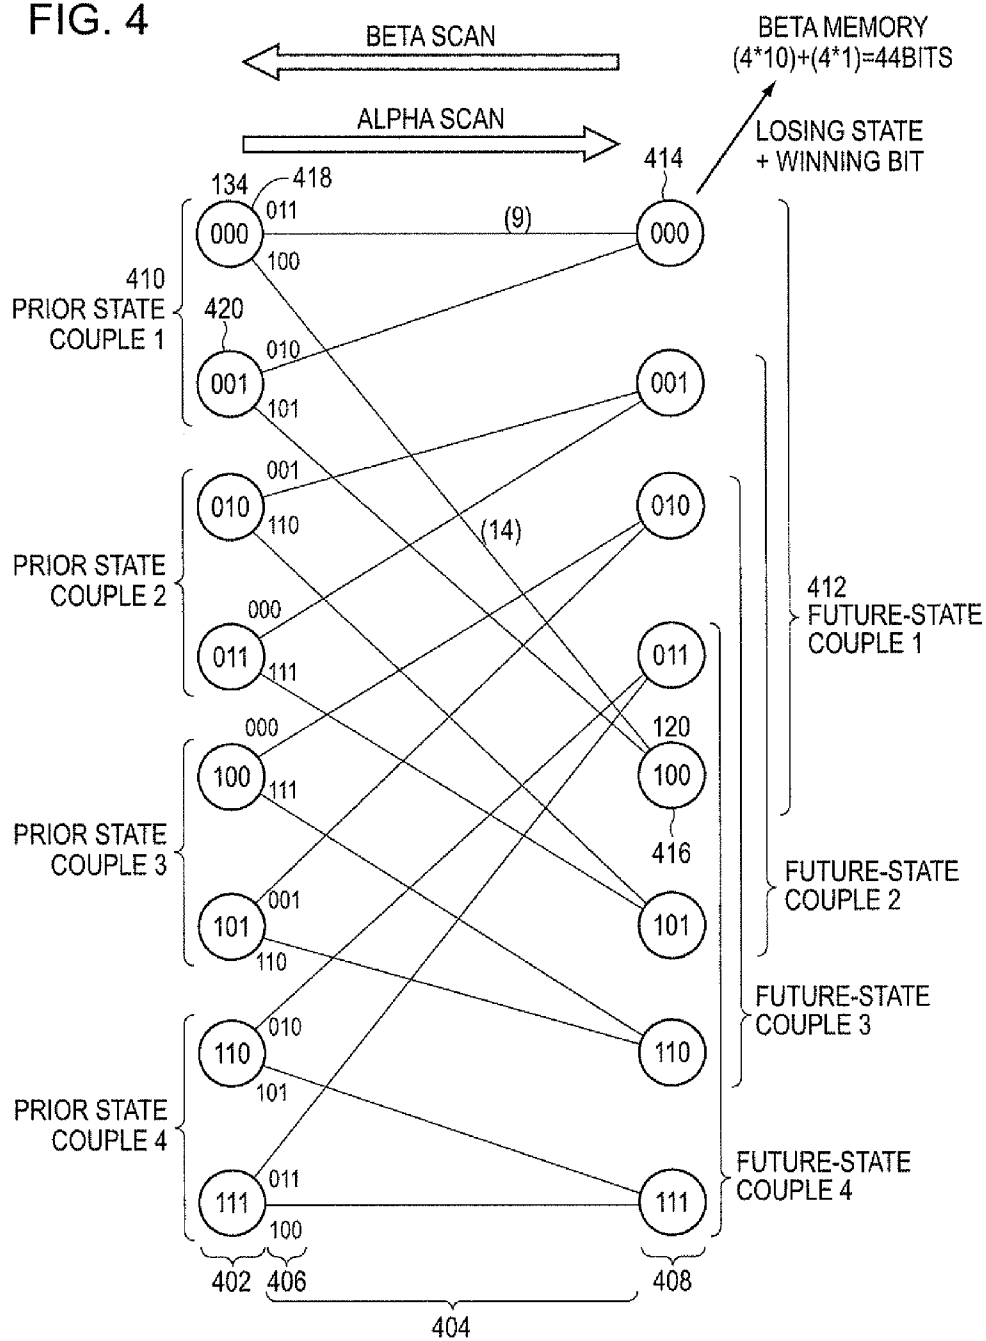 FIG. 4
BETA SCAN
BETA MEMORY
(4*10)+(4*1)=44BITS
ALPHA SCAN
LOSING STATE
+ WINNING BIT
134
418
414
000
011
(9)
000
100
410
PRIOR STATE
COUPLE 1
420
010
001
101
001
001
010
110
(14)
010
PRIOR STATE
COUPLE 2
412
FUTURE-STATE
COUPLE 1
000
011
111
011
000
120
100
111
100
PRIOR STATE
COUPLE 3
416
FUTURE-STATE
COUPLE 2
001
101
110
101
FUTURE-STATE
COUPLE 3
010
110
101
110
PRIOR STATE
COUPLE 4
FUTURE-STATE
COUPLE 4
011
111
100
111
402
406
408
404